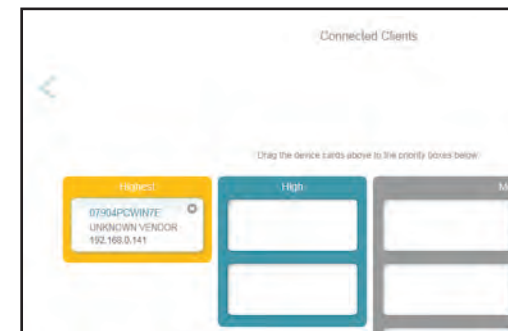 Connected Clients
Drag the device cards above to the priority boxes below
Highest
High
M
07904PCWIN7E
UNKNOWN VENDOR
192.168.0.141